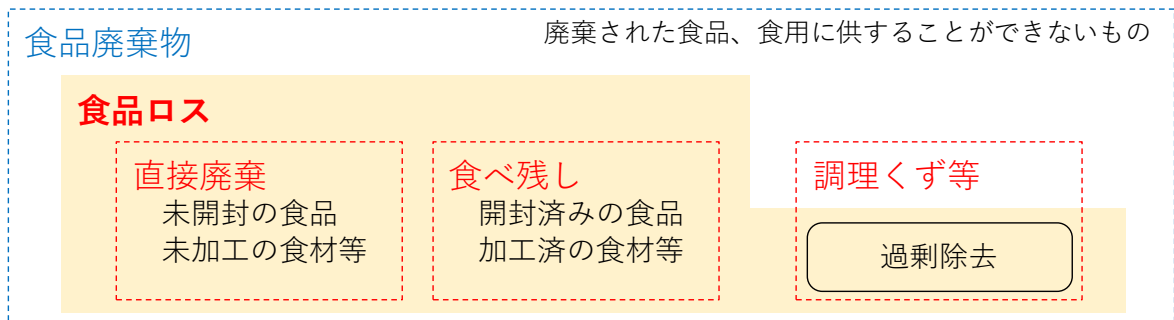 食品廃棄物
廃棄された食品、食用に供することができないもの
食品ロス
直接廃棄
未開封の食品
未加工の食材等
食べ残し
開封済みの食品
加工済の食材等
調理くず等
過剰除去